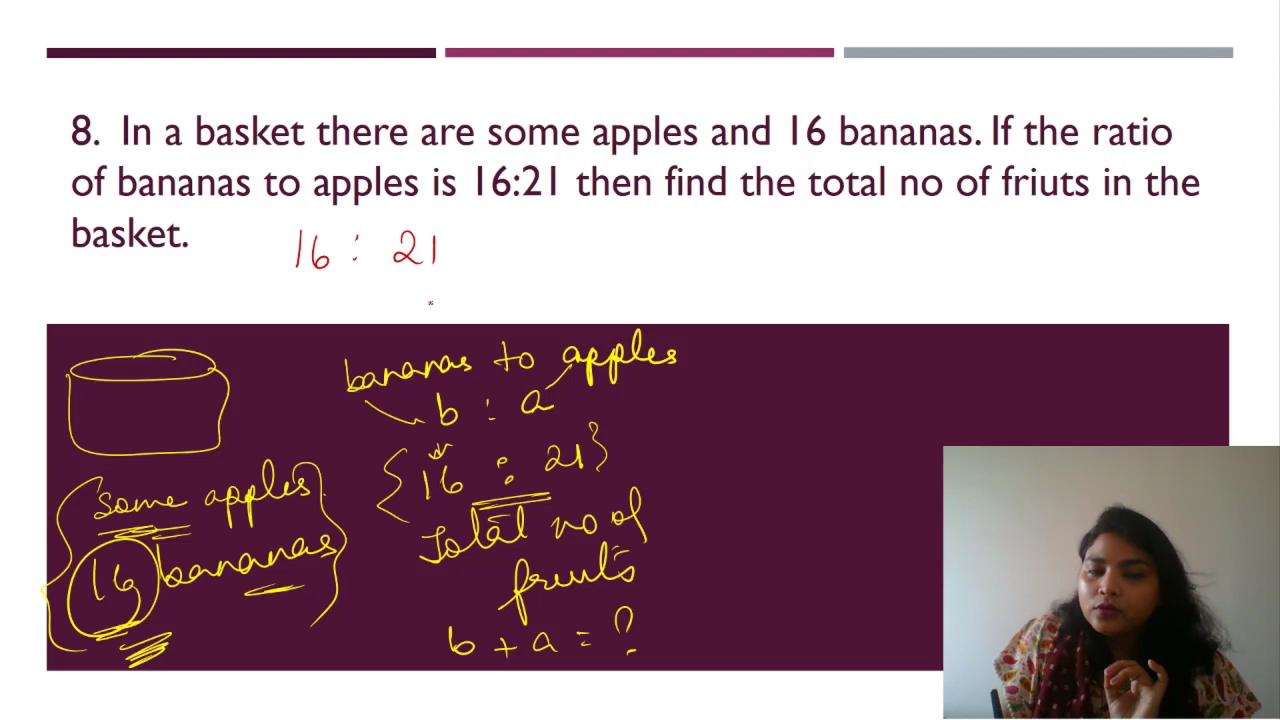 8. In a basket there are some apples and 16 bananas. If the ratio
of bananas to apples is 16:21 then find the total no of friuts in the
basket.
16 : 21
bananas to apples
b : a
16 : 21
some apples
16 bananas
Total no of
fruits
b + a = ?